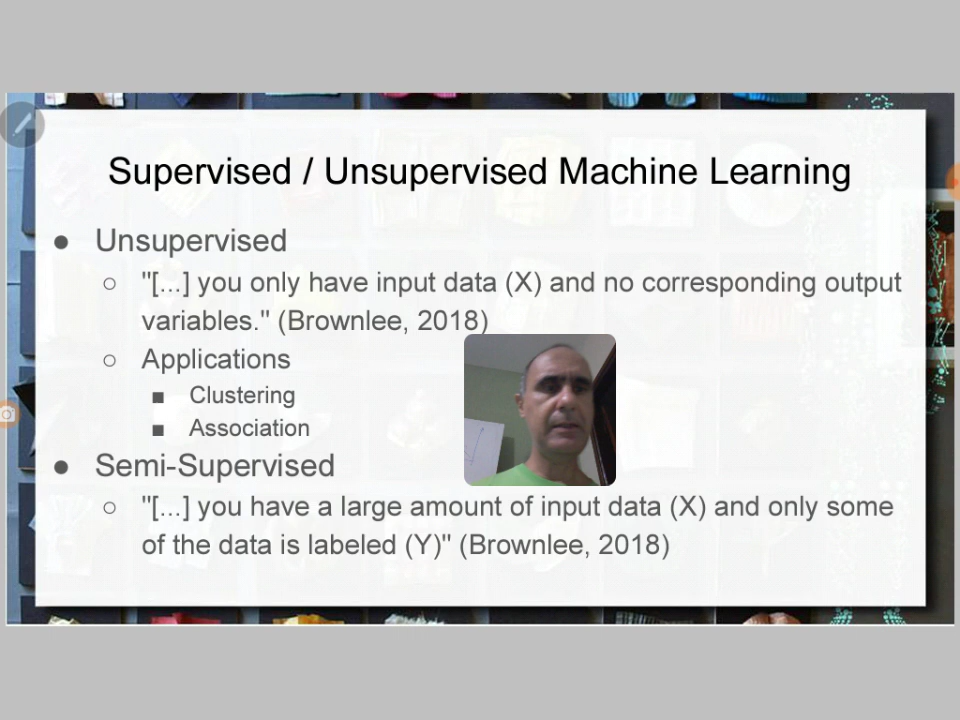 Supervised / Unsupervised Machine Learning
● Unsupervised
○ "[...] you only have input data (X) and no corresponding output
variables." (Brownlee, 2018)
○ Applications
■ Clustering
■ Association
● Semi-Supervised
○ "[...] you have a large amount of input data (X) and only some
of the data is labeled (Y)" (Brownlee, 2018)